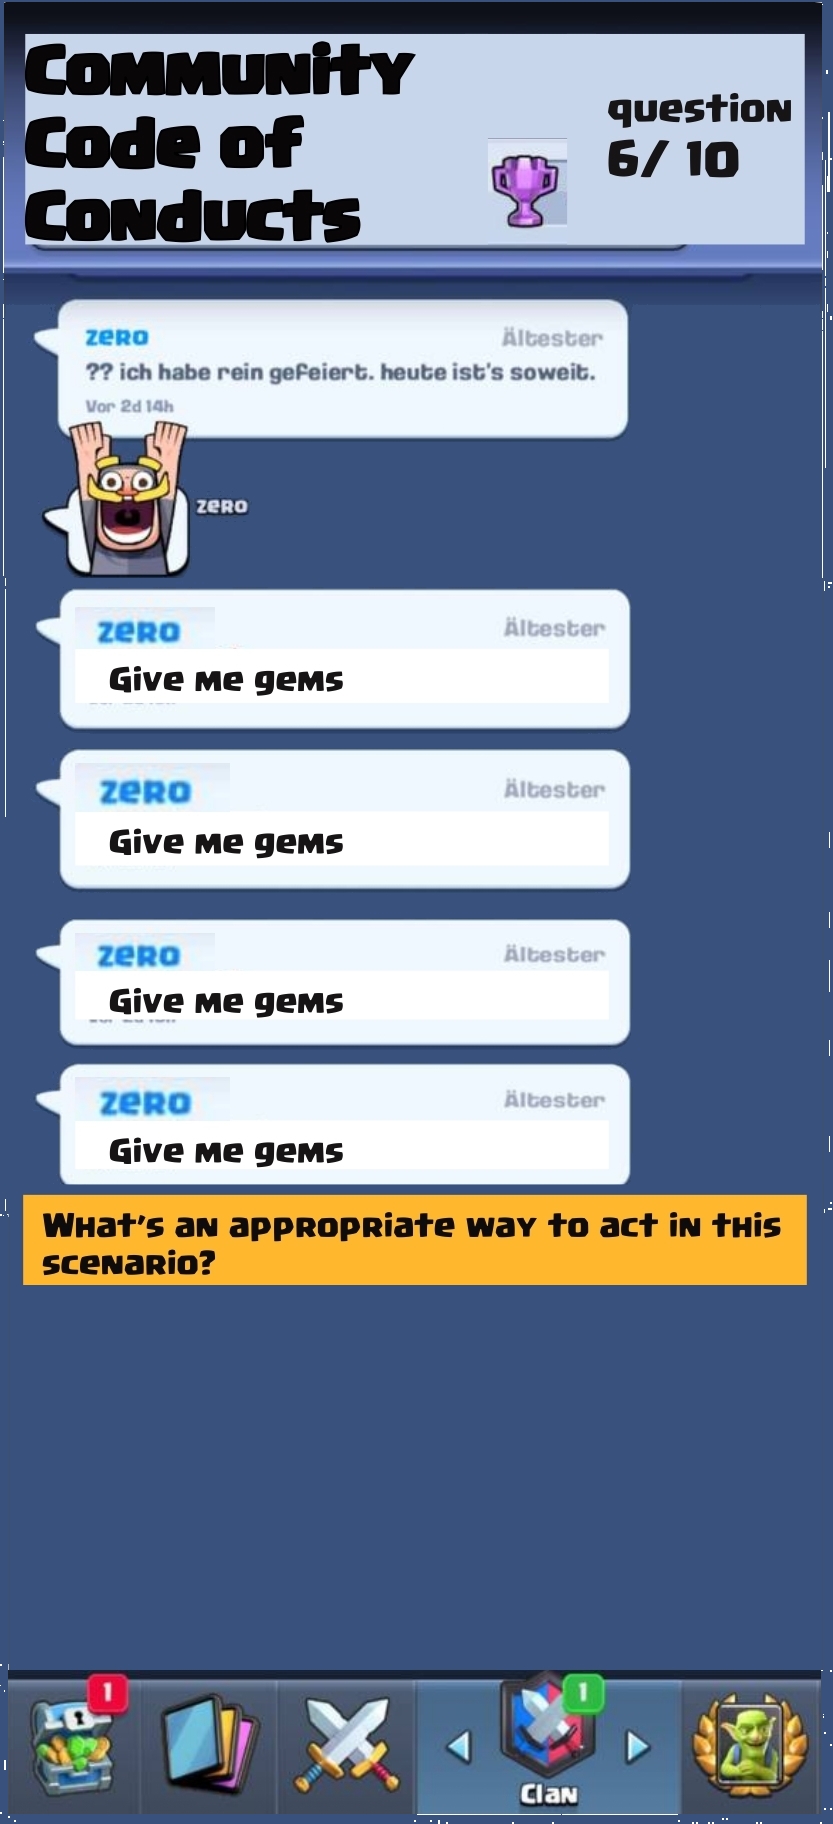 Community
Code of
Conducts
question
6/ 10
zero
Ältester
?? ich habe rein gefeiert. heute ist's soweit.
Vor 2d 14h
zero
zero
Ältester
Give me gems
zero
Ältester
Give me gems
zero
Ältester
Give me gems
zero
Ältester
Give me gems
What's an appropriate way to act in this
scenario?
1
1
Clan